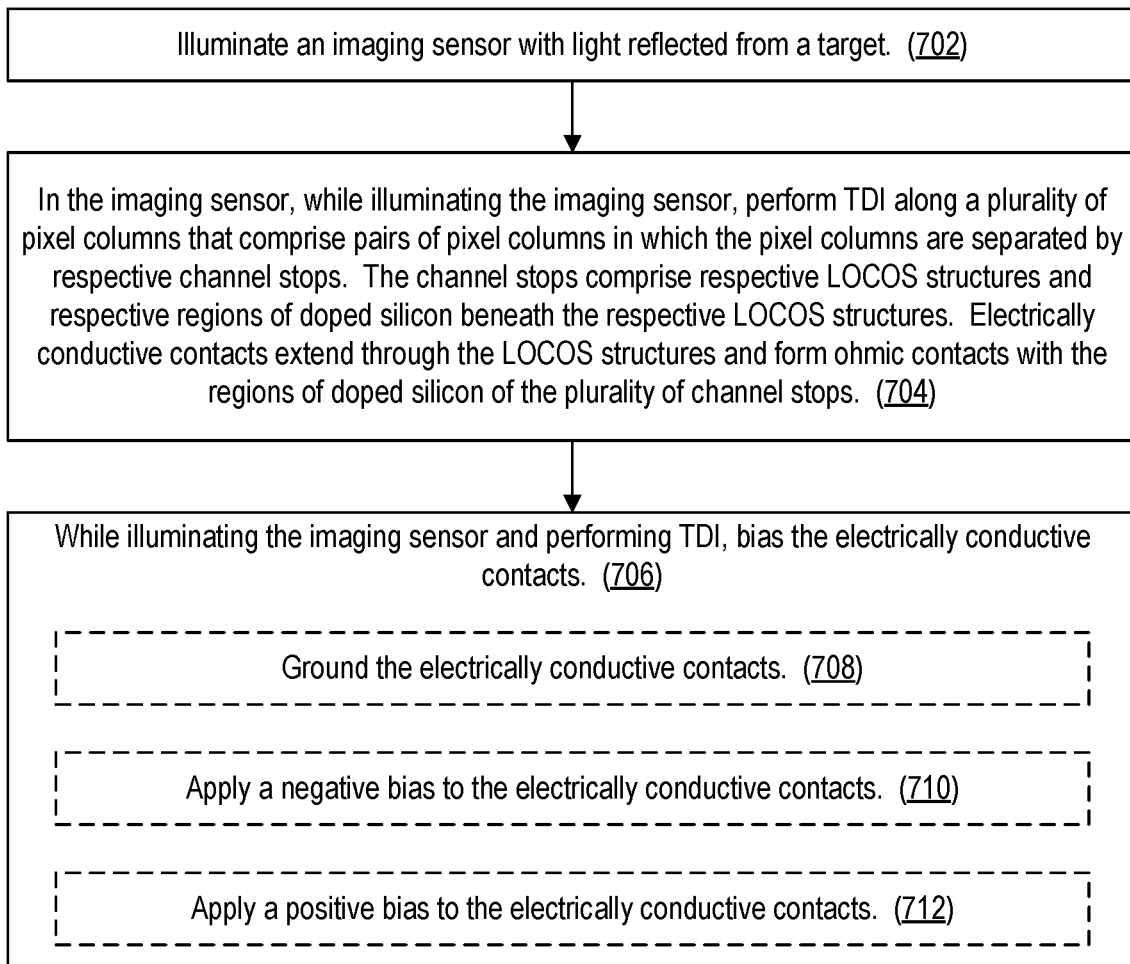 Illuminate an imaging sensor with light reflected from a target. (702)
In the imaging sensor, while illuminating the imaging sensor, perform TDI along a plurality of
pixel columns that comprise pairs of pixel columns in which the pixel columns are separated by
respective channel stops. The channel stops comprise respective LOCOS structures and
respective regions of doped silicon beneath the respective LOCOS structures. Electrically
conductive contacts extend through the LOCOS structures and form ohmic contacts with the
regions of doped silicon of the plurality of channel stops. (704)
While illuminating the imaging sensor and performing TDI, bias the electrically conductive
contacts. (706)
Ground the electrically conductive contacts. (708)
Apply a negative bias to the electrically conductive contacts. (710)
Apply a positive bias to the electrically conductive contacts. (712)